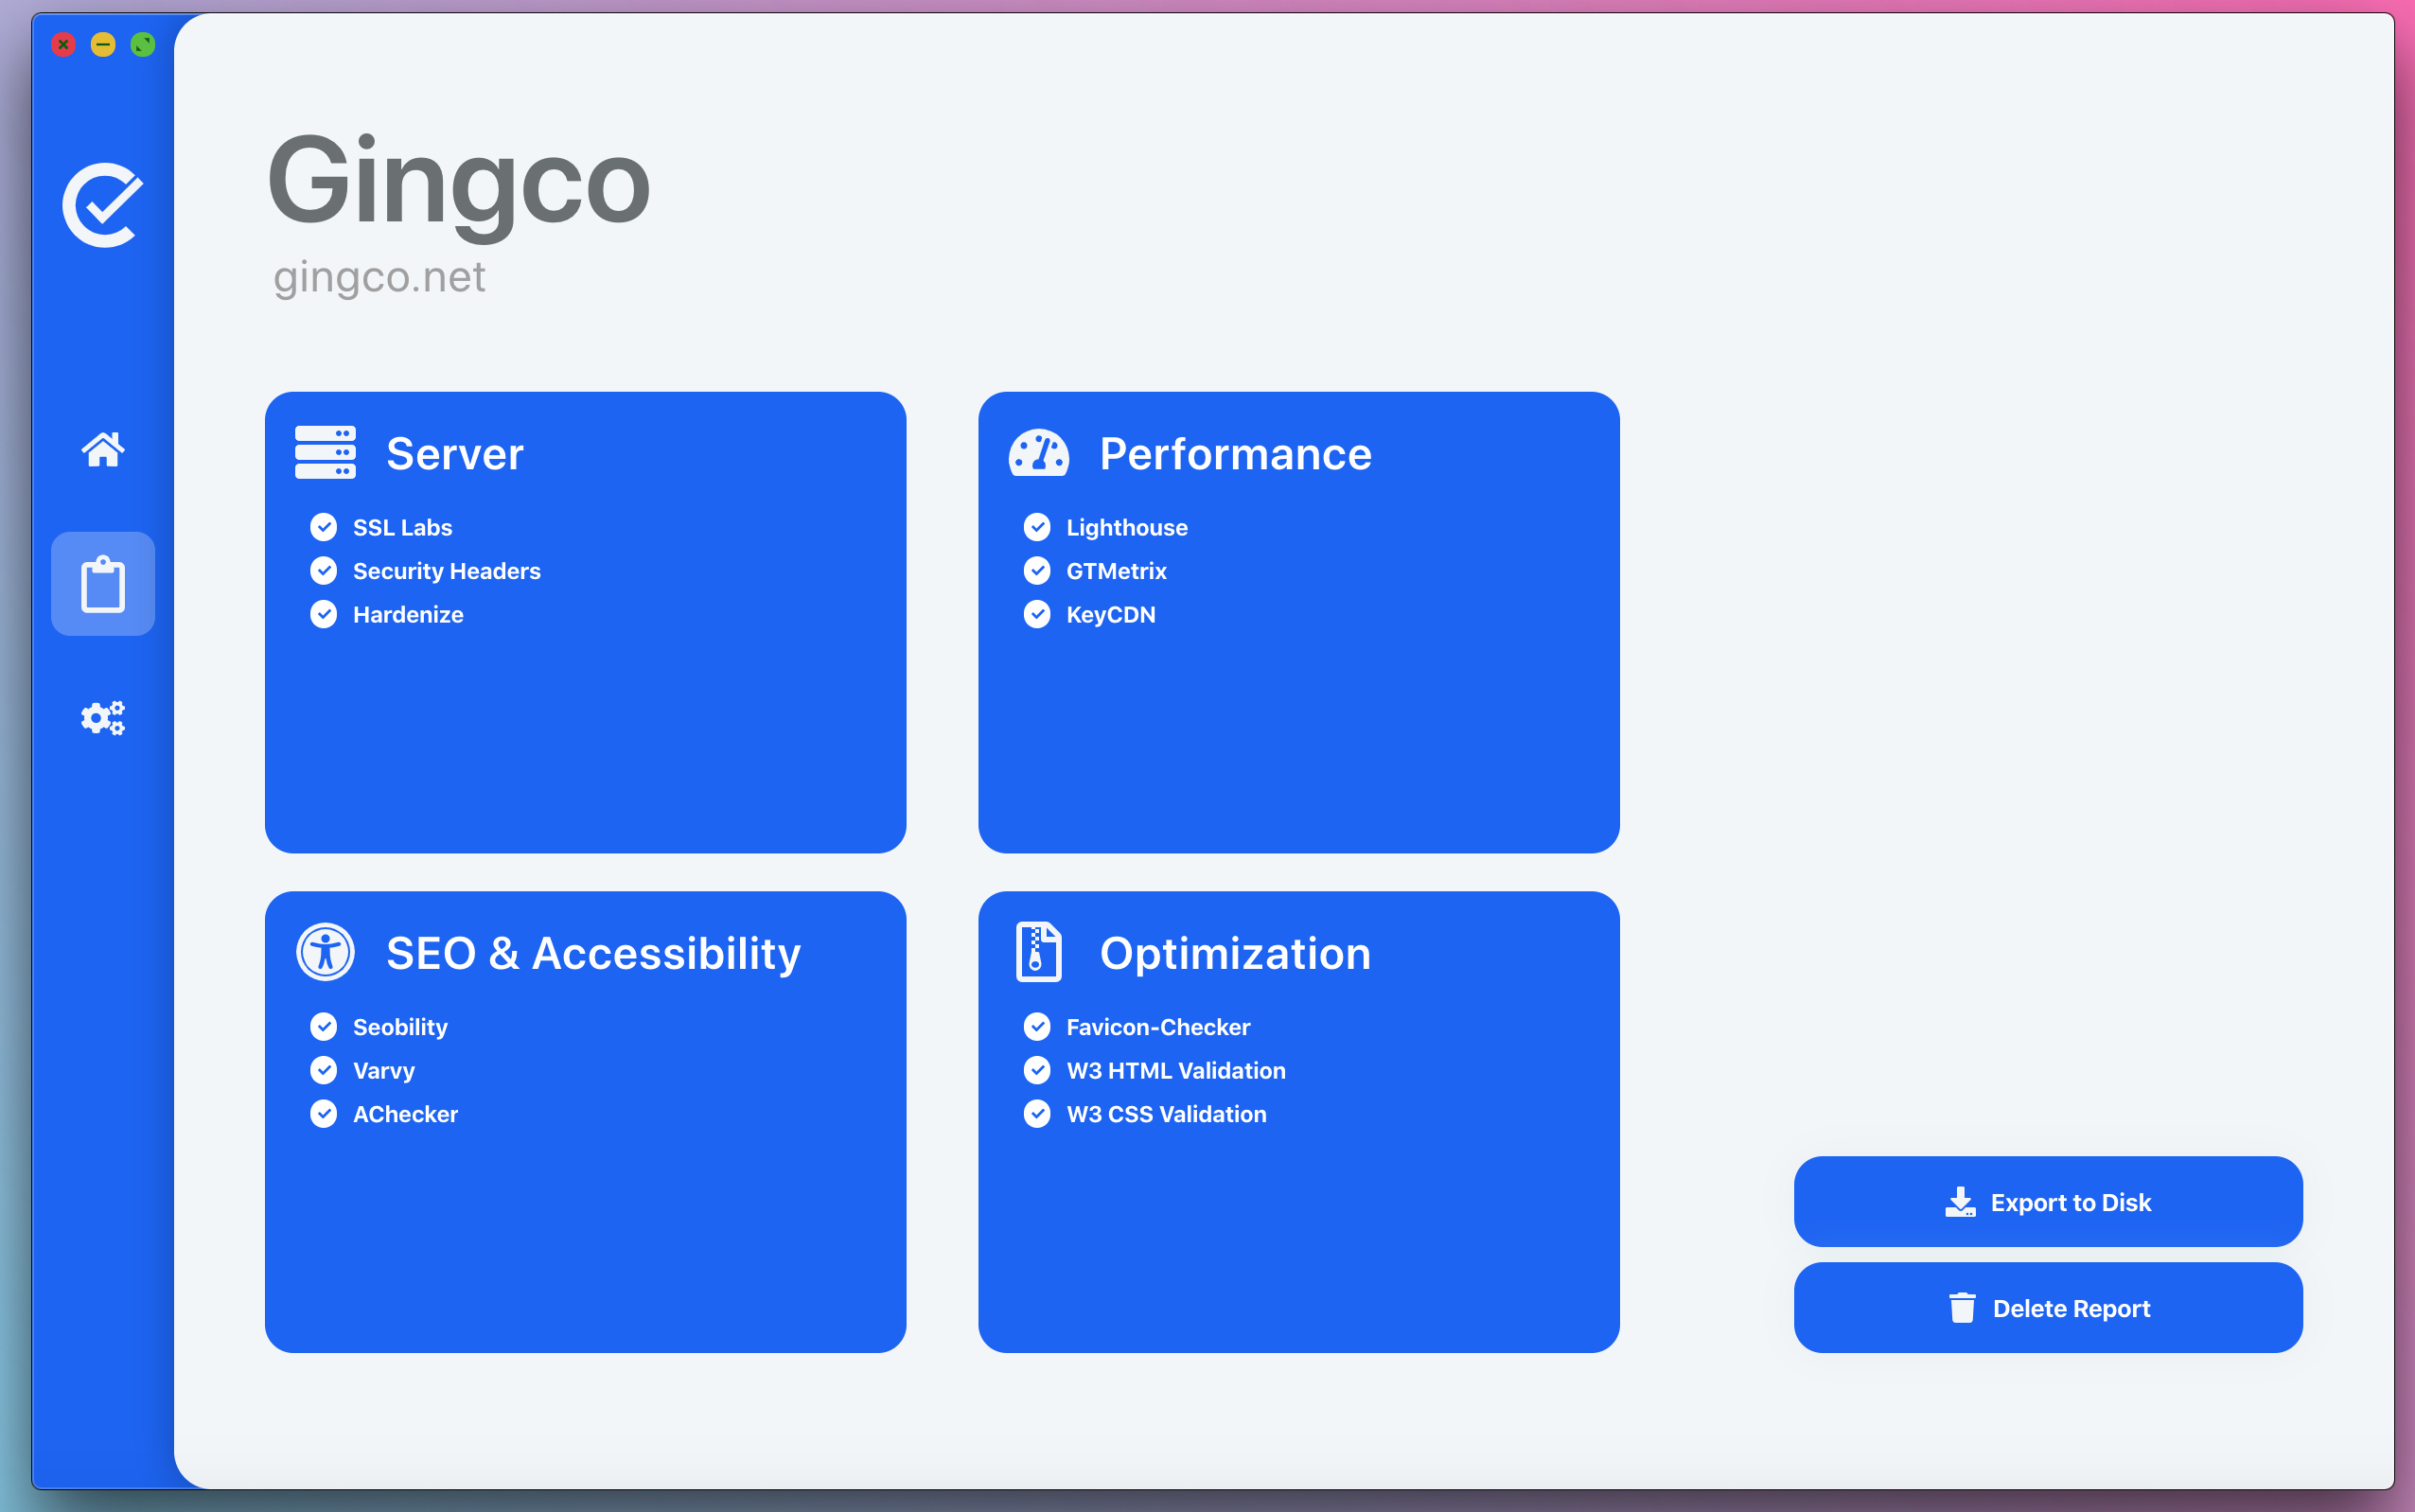 Gingco
gingco.net
Server
SSL Labs
Security Headers
Hardenize
Performance
Lighthouse
GTMetrix
KeyCDN
SEO & Accessibility
Seobility
Varvy
AChecker
Optimization
Favicon-Checker
W3 HTML Validation
W3 CSS Validation
Export to Disk
Delete Report